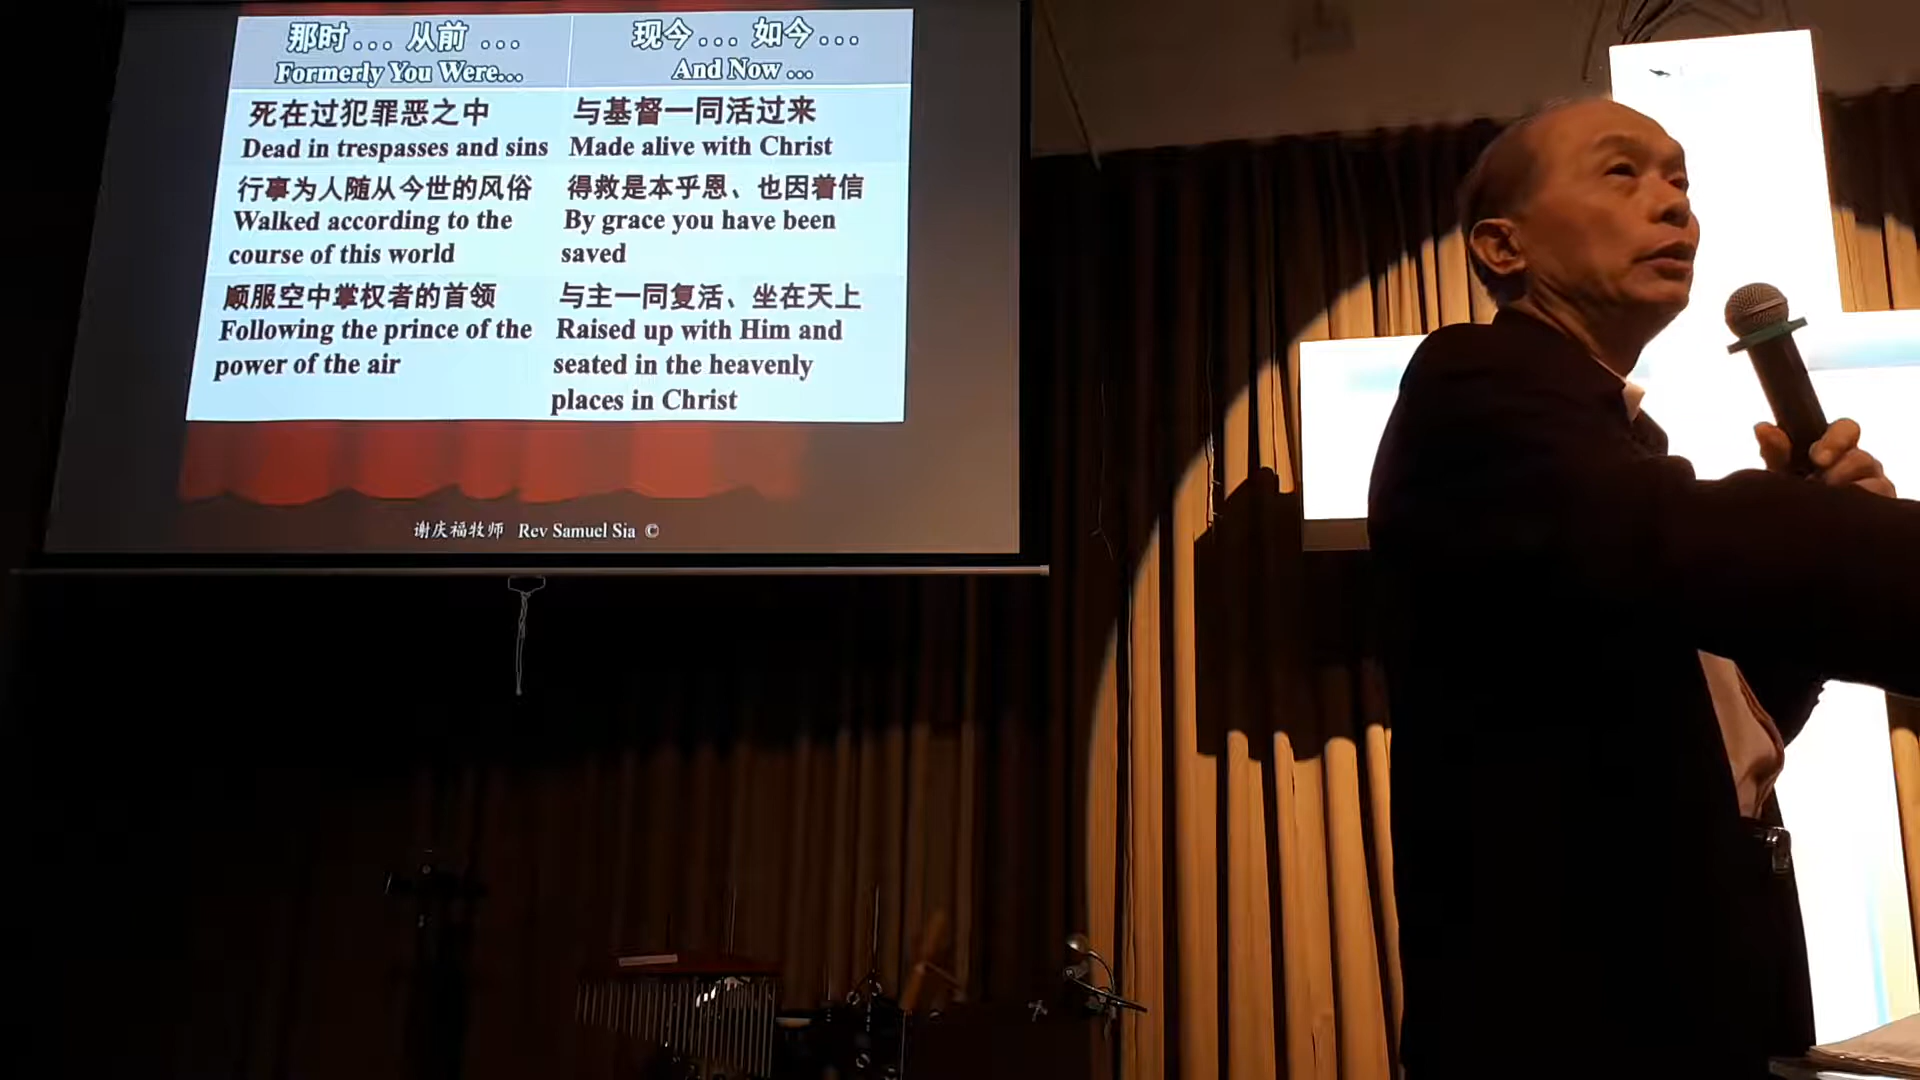 那时... 从前 ...
Formerly You Were...
现今... 如今...
And Now ...
死在过犯罪恶之中
Dead in trespasses and sins
与基督一同活过来
Made alive with Christ
行事为人随从今世的风俗
Walked according to the
course of this world
得救是本乎恩、也因着信
By grace you have been
saved
顺服空中掌权者的首领
Following the prince of the
power of the air
与主一同复活、坐在天上
Raised up with Him and
seated in the heavenly
places in Christ
谢庆福牧师 Rev Samuel Sia ©